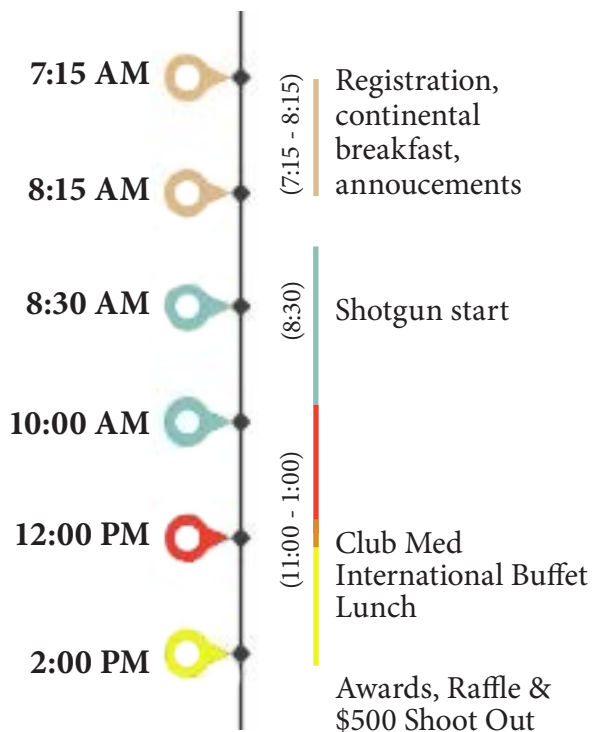 7:15 AM
(7:15 - 8:15)
Registration,
continental
breakfast,
annoucements
8:15 AM
8:30 AM
(8:30)
Shotgun start
10:00 AM
(11:00 - 1:00)
12:00 PM
Club Med
International Buffet
Lunch
2:00 PM
Awards, Raffle &
$500 Shoot Out